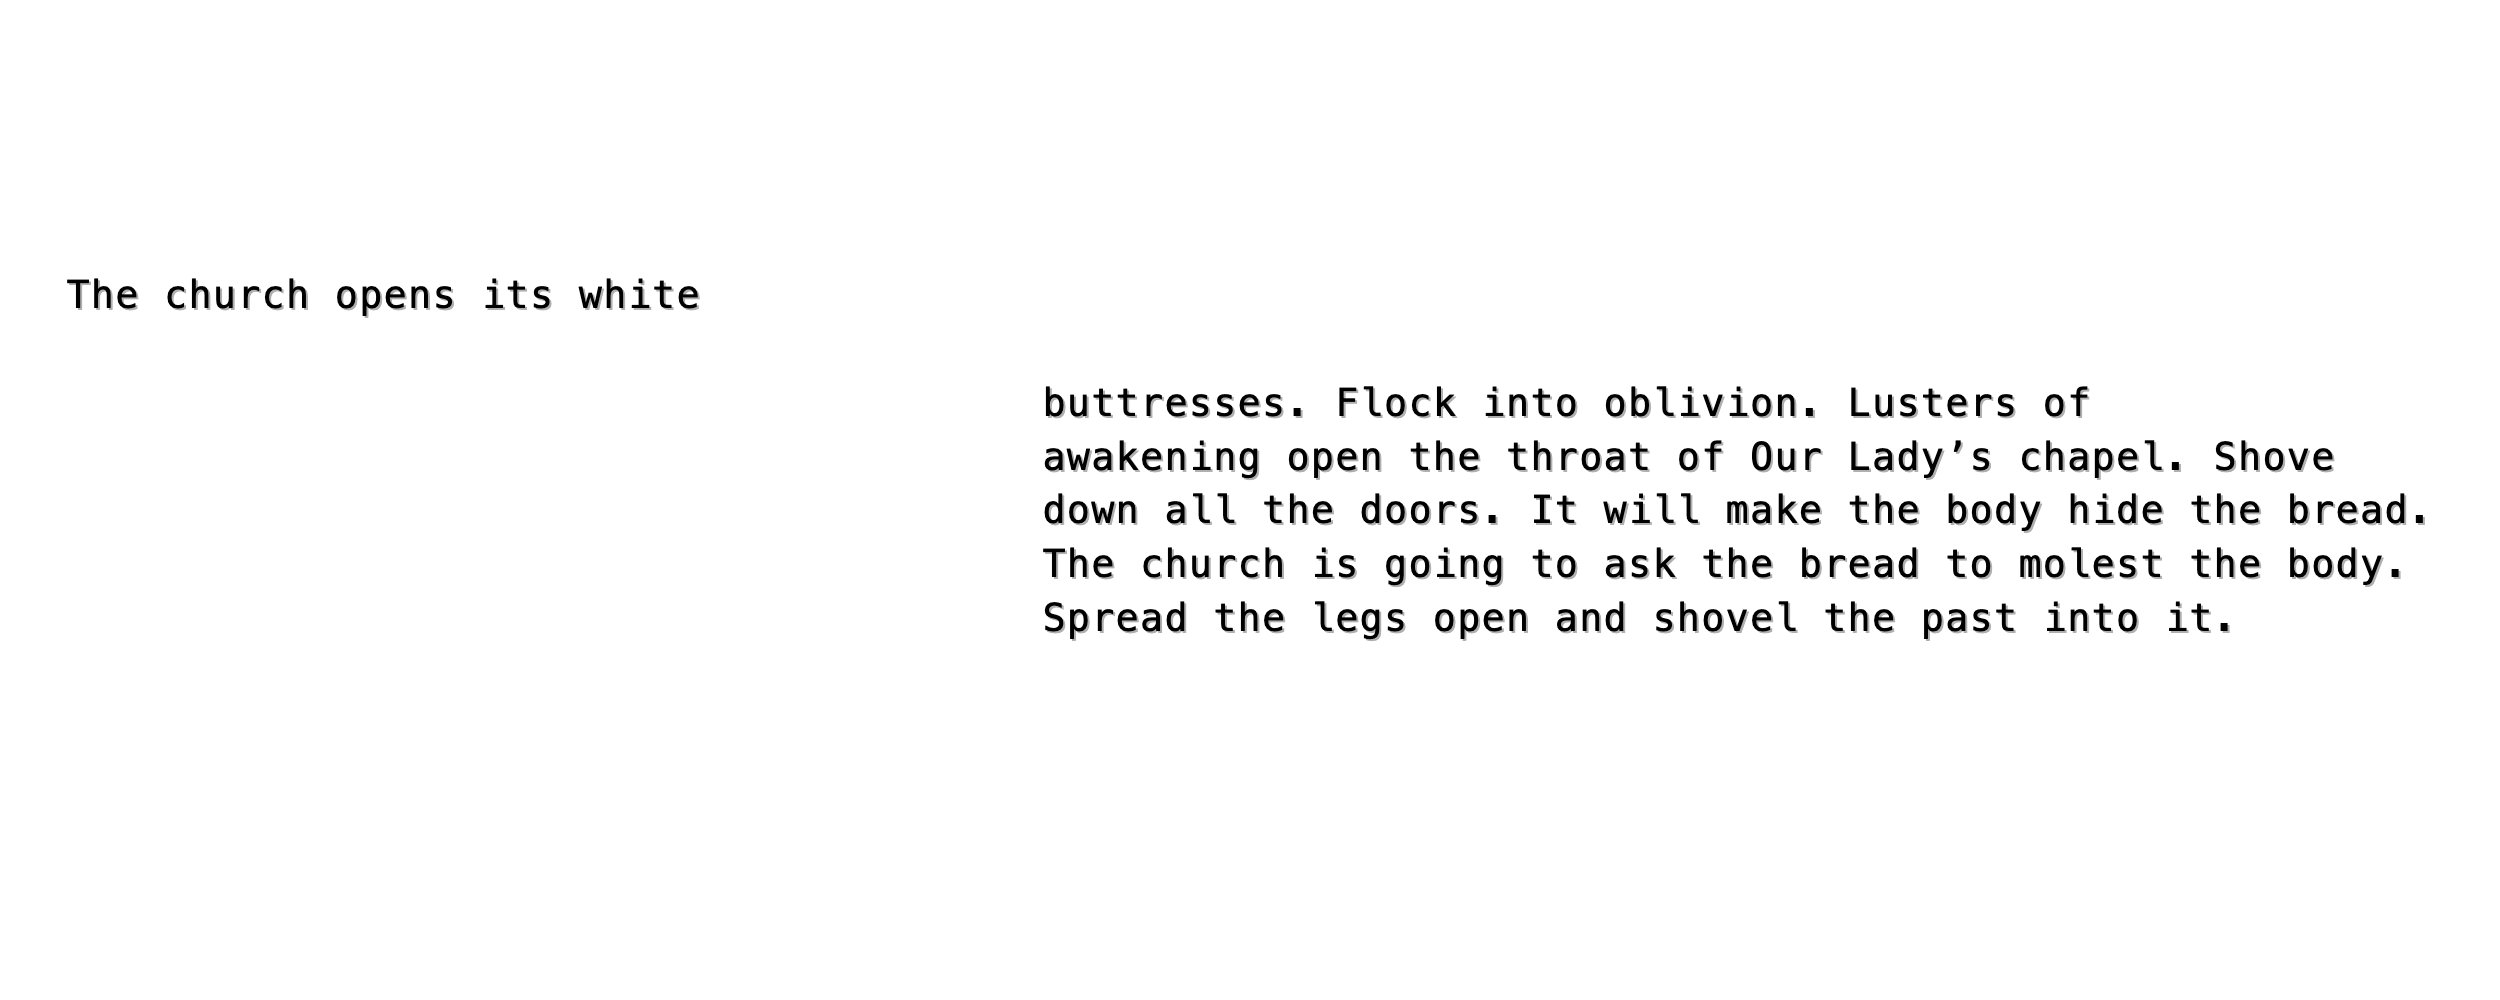 The church opens its white
buttresses. Flock into oblivion. Lusters of
awakening open the throat of Our Lady’s chapel. Shove
down all the doors. It will make the body hide the bread.
The church is going to ask the bread to molest the body.
Spread the legs open and shovel the past into it.